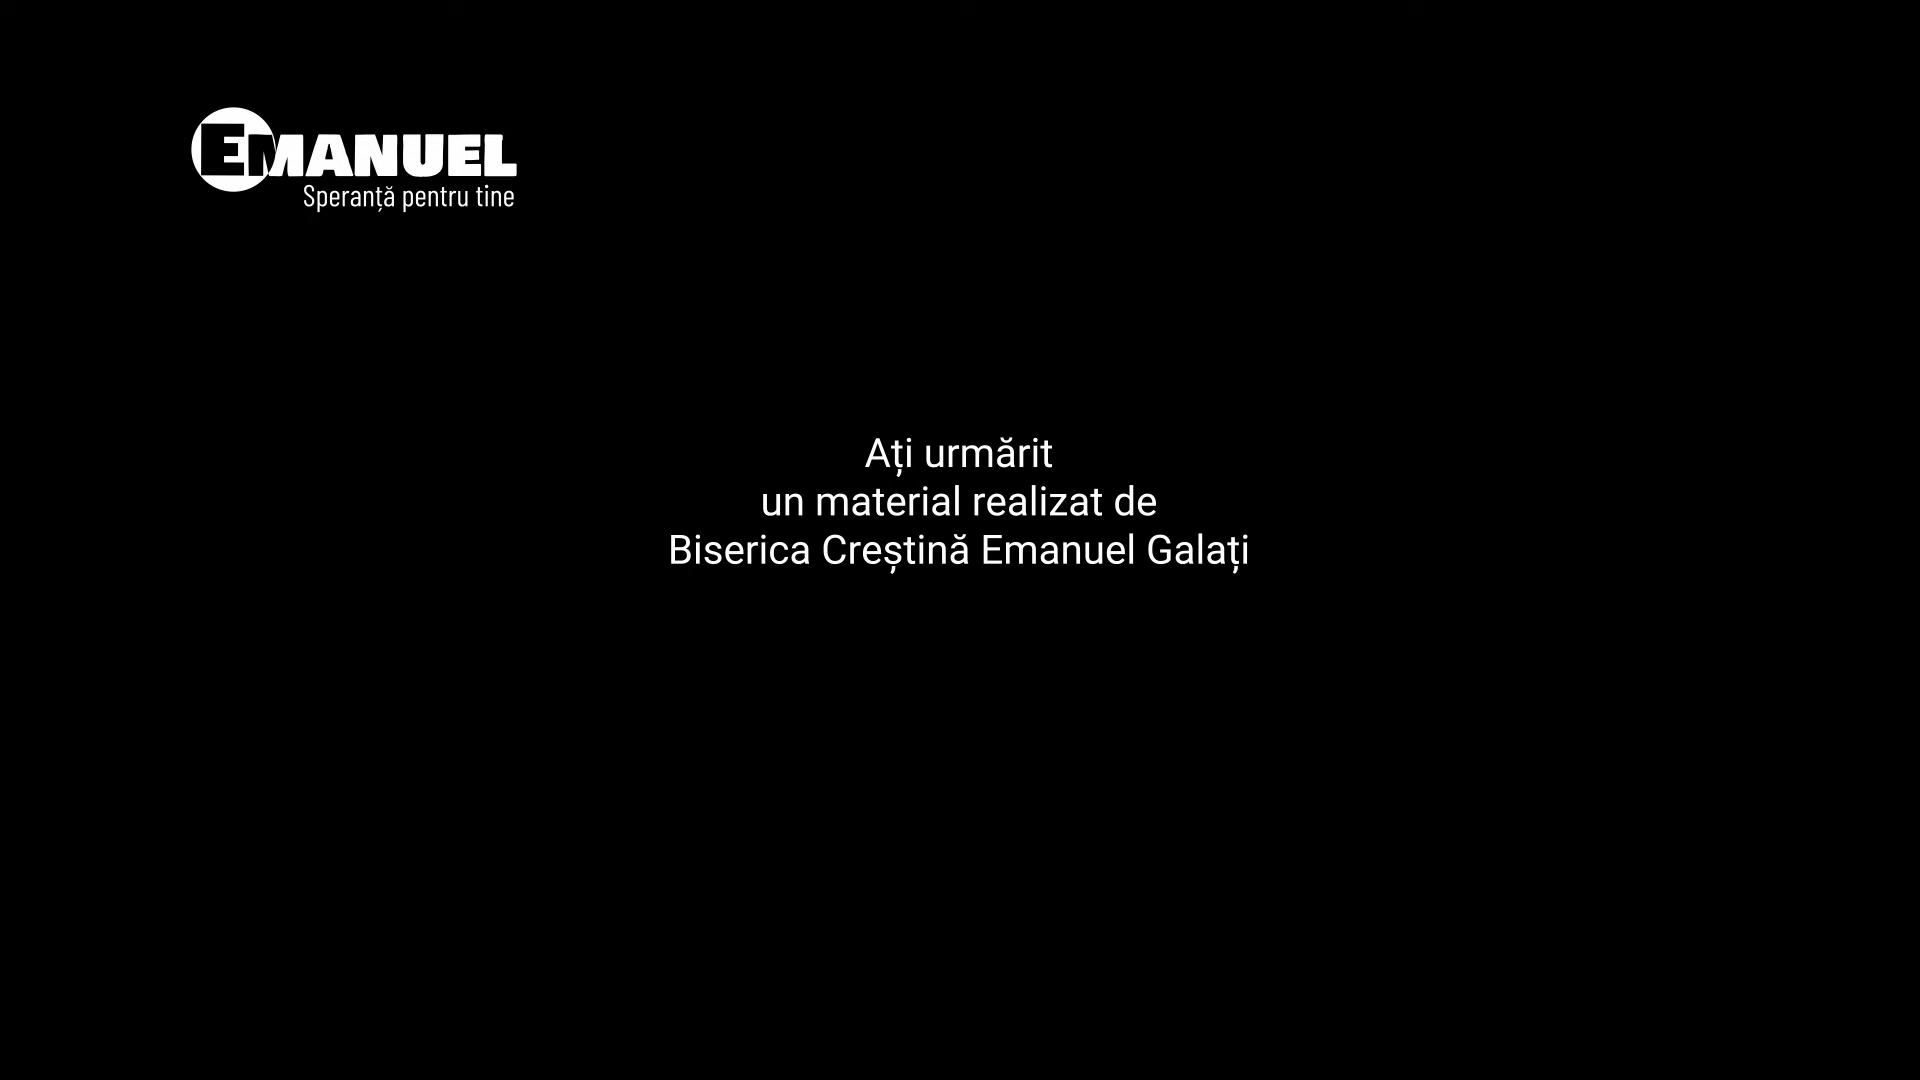 EMANUEL
Speranță pentru tine
Ați urmărit
un material realizat de
Biserica Creștină Emanuel Galați